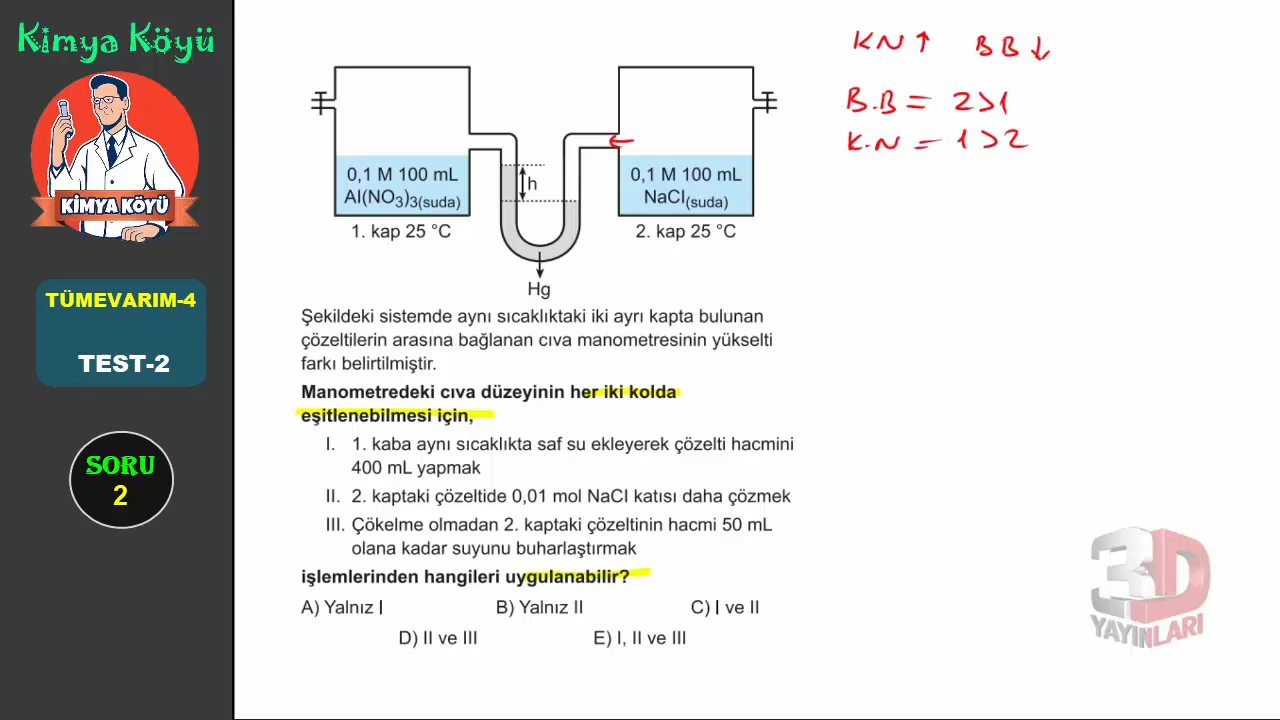 Kimya Köyü
KİMYA KÖYÜ
TÜMEVARIM-4
TEST-2
SORU
2
KN↑ BB↓
B.B = 2>1
K.N = 1>2
0,1 M 100 mL
Al(NO3)3(suda)
1. kap 25 °C
h
0,1 M 100 mL
NaCl(suda)
2. kap 25 °C
Hg
Şekildeki sistemde aynı sıcaklıktaki iki ayrı kapta bulunan
çözeltilerin arasına bağlanan cıva manometresinin yükselti
farkı belirtilmiştir.
Manometredeki cıva düzeyinin her iki kolda
eşitlenebilmesi için,
I. 1. kaba aynı sıcaklıkta saf su ekleyerek çözelti hacmini
400 mL yapmak
II. 2. kaptaki çözeltide 0,01 mol NaCl katısı daha çözmek
III. Çökelme olmadan 2. kaptaki çözeltinin hacmi 50 mL
olana kadar suyunu buharlaştırmak
işlemlerinden hangileri uygulanabilir?
A) Yalnız I B) Yalnız II C) I ve II
D) II ve III E) I, II ve III
3D
YAYINLARI